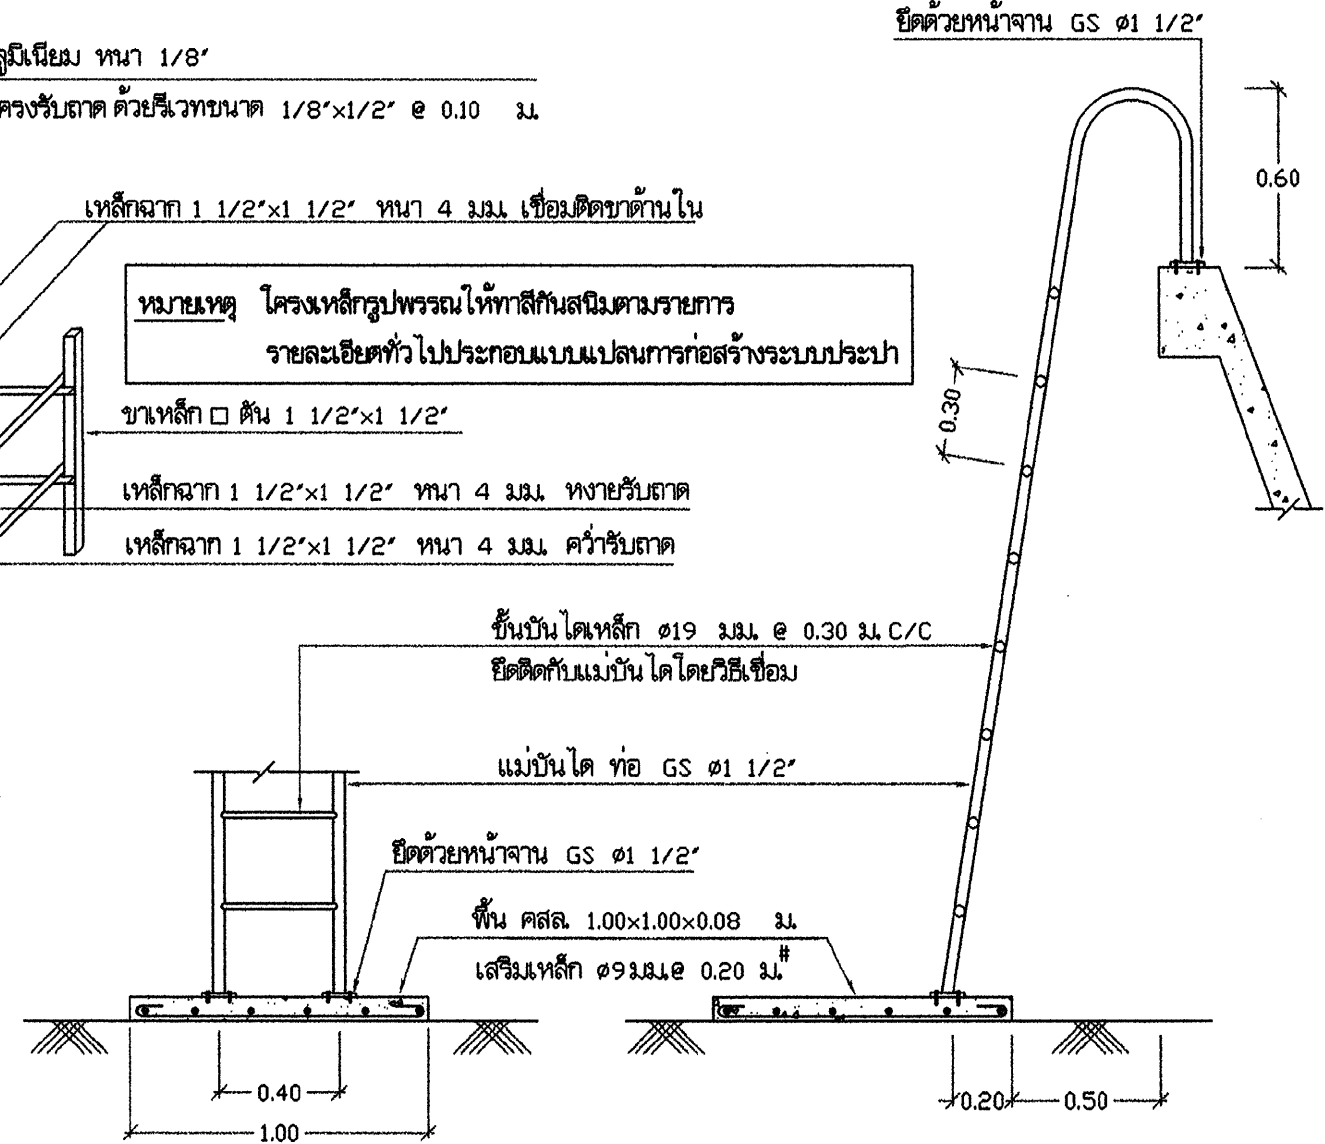 ยึดด้วยหน้าจาน GS ø1 1/2"
ลูมิเนียม หนา 1/8"
ครงรับถาด ด้วยรีเวทขนาด 1/8"x1/2" @ 0.10 ม.
0.60
เหล็กฉาก 1 1/2"x1 1/2" หนา 4 มม. เชื่อมติดขาด้านใน
หมายเหตุ โครงเหล็กรูปพรรณให้ทาสีกันสนิมตามรายการ
รายละเอียดทั่วไปประกอบแบบแปลนการก่อสร้างระบบประปา
0.30
ขาเหล็ก □ ตัน 1 1/2"x1 1/2"
เหล็กฉาก 1 1/2"x1 1/2" หนา 4 มม. หงายรับถาด
เหล็กฉาก 1 1/2"x1 1/2" หนา 4 มม. คว่ำรับถาด
ขั้นบันไดเหล็ก ø19 มม. @ 0.30 ม. C/C
ยึดติดกับแม่บันไดโดยวิธีเชื่อม
แม่บันได ท่อ GS ø1 1/2"
ยึดด้วยหน้าจาน GS ø1 1/2"
พื้น คสล. 1.00x1.00x0.08 ม.
เสริมเหล็ก ø9มม.@ 0.20 ม.#
0.40
0.20
0.50
1.00